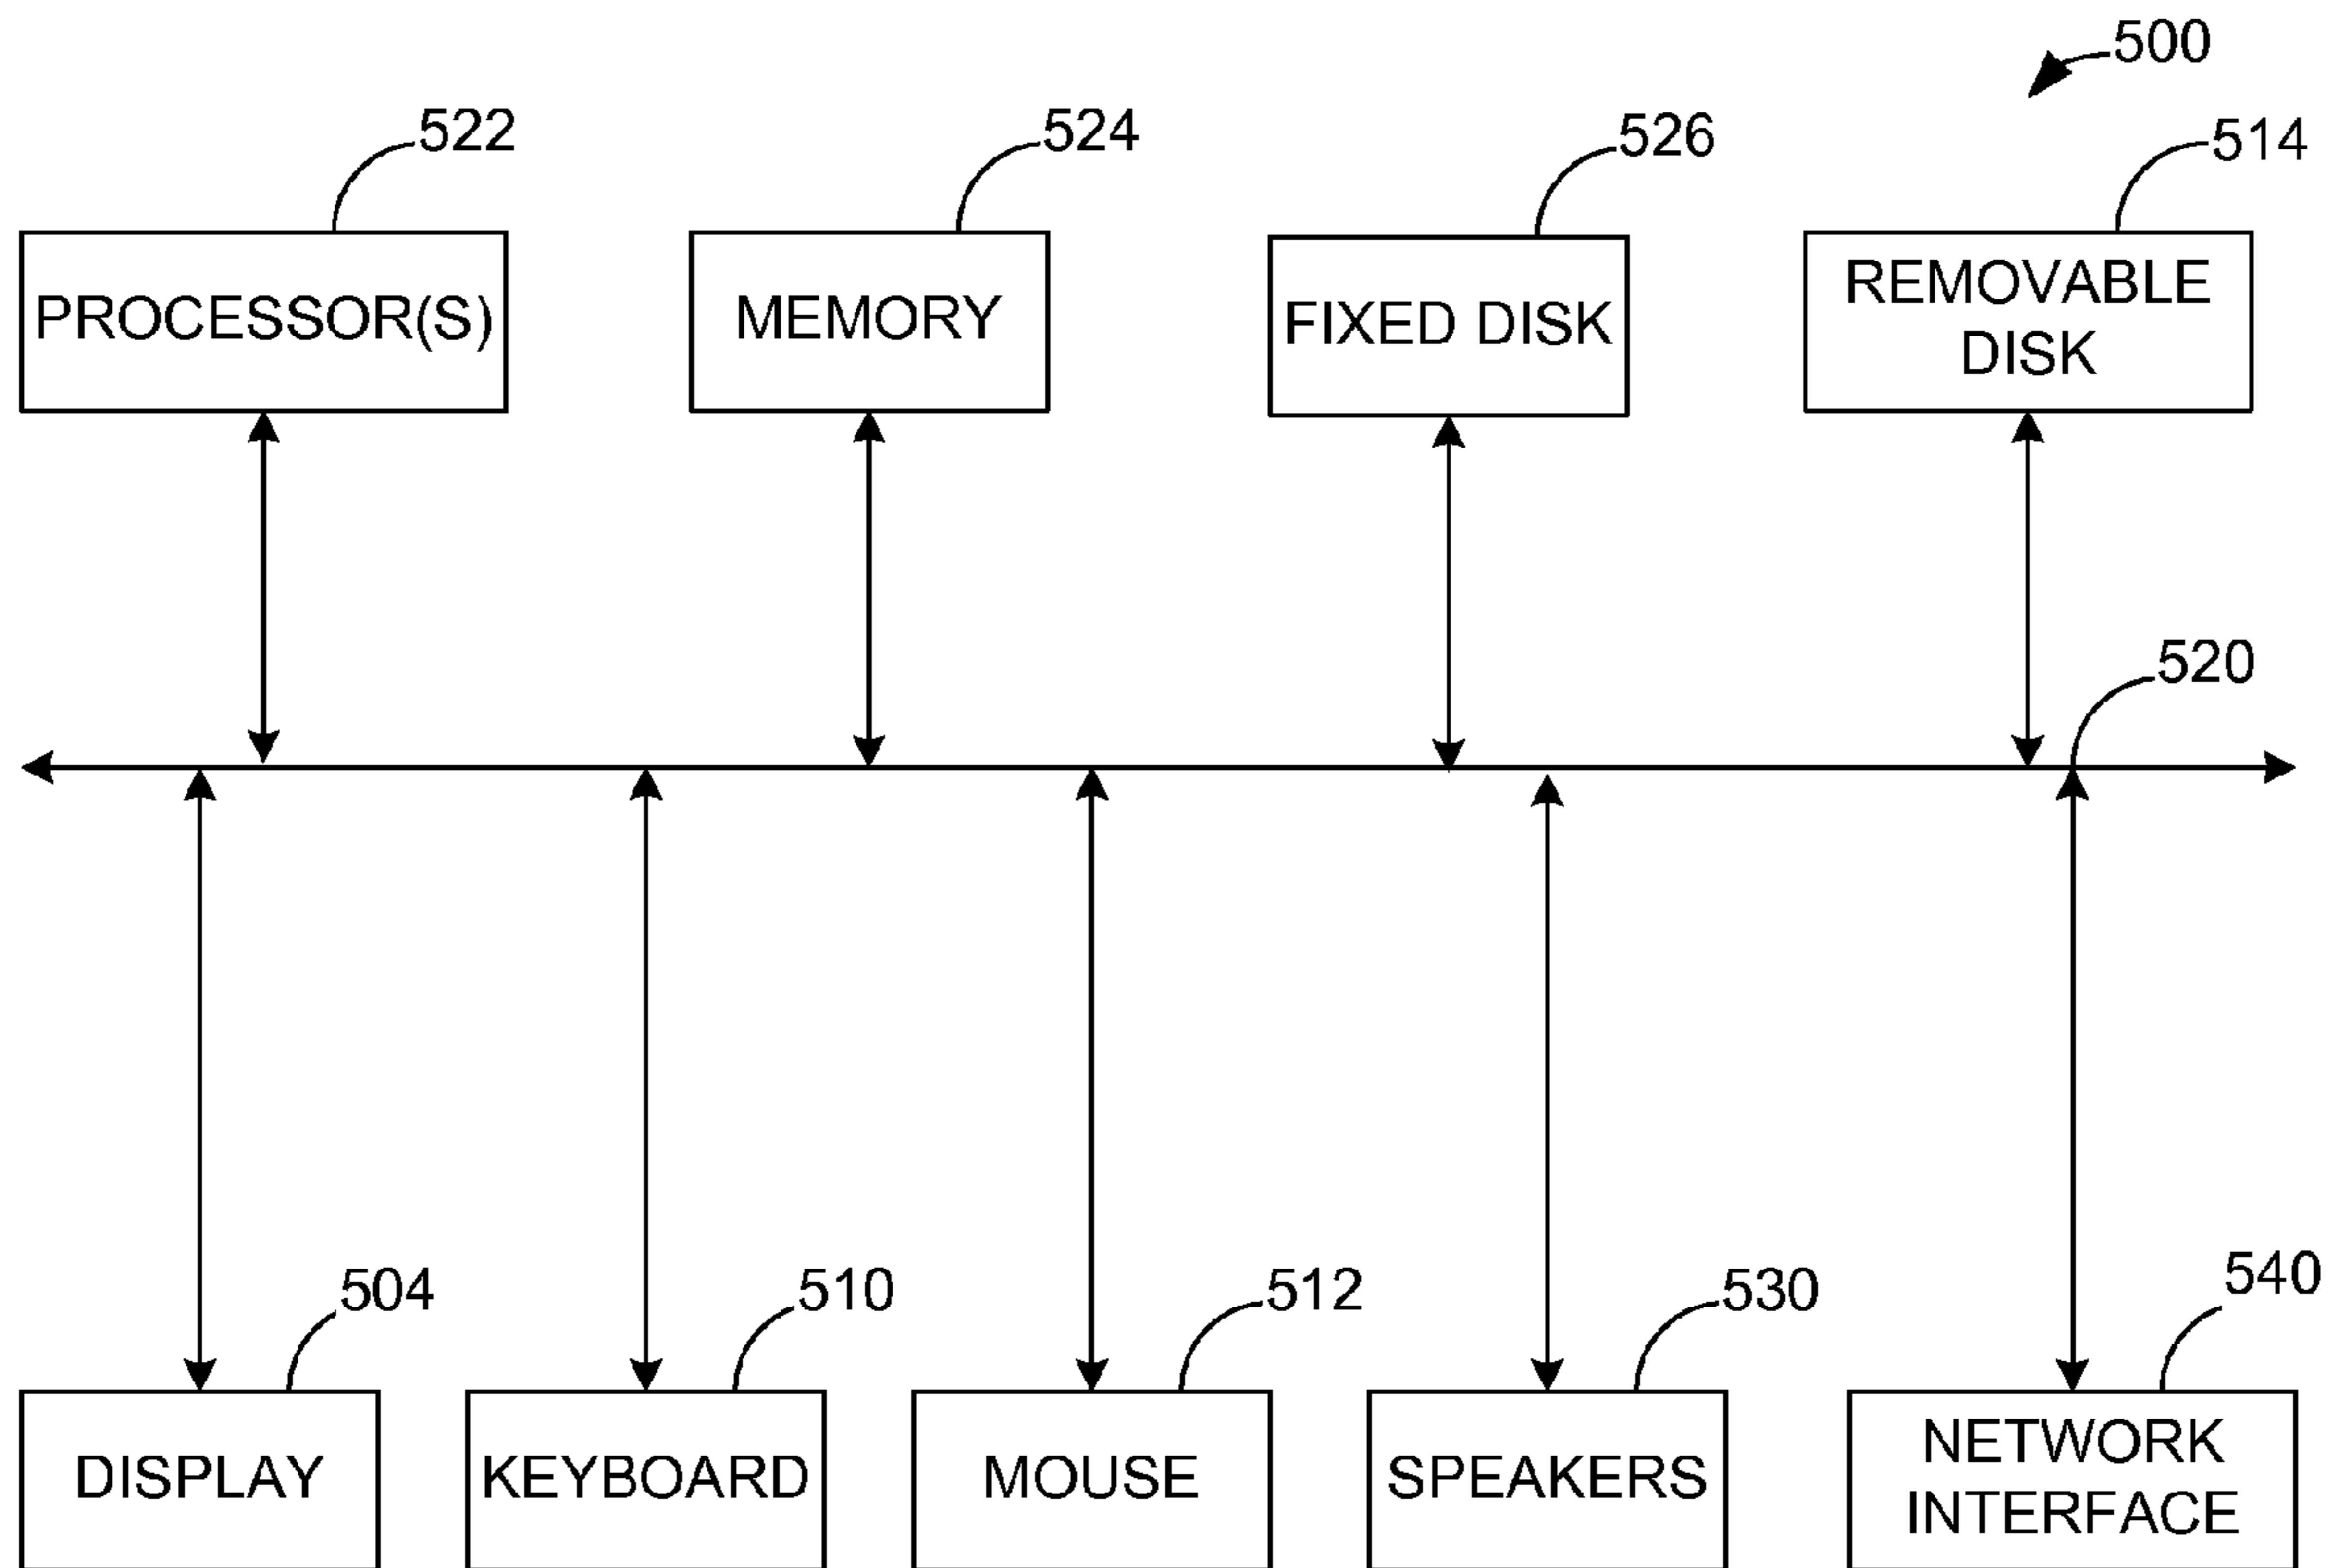 500
522
524
526
514
PROCESSOR(S)
MEMORY
FIXED DISK
REMOVABLE
DISK
520
504
510
512
530
540
DISPLAY
KEYBOARD
MOUSE
SPEAKERS
NETWORK
INTERFACE